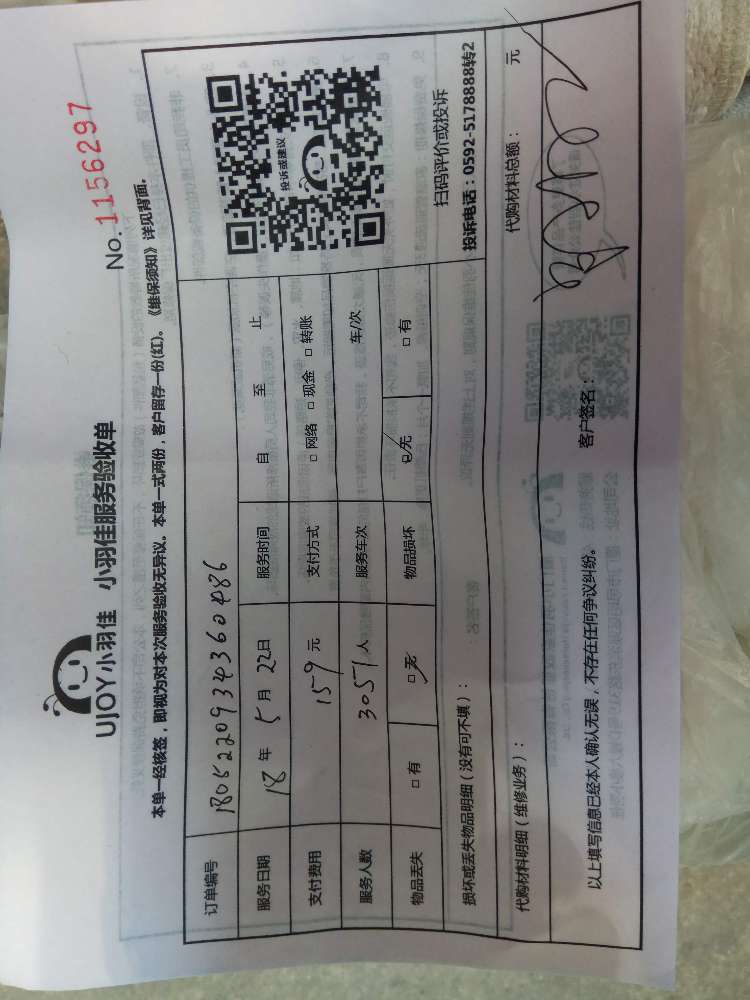 UJOY小羽佳 小羽佳服务验收单
No. 1156297
本单一经核签，即视为对本次服务验收无异议。本单一式两份，客户留存一份(红)。《维保须知》详见背面。
订单编号 1805220934360486
服务日期 18 年 5 月 22 日 服务时间 自 至 止
支付费用 159 元 支付方式 □ 网络 □ 现金 □ 转账
服务人数 3051 人 服务车次 车/次
物品丢失 □ 有 □ 无 物品损坏 □ 无 □ 有
投诉或建议
扫码评价或投诉
投诉电话：0592-5178888转2
损坏或丢失物品明细（没有可不填）：
代购材料明细（维修业务）： 代购材料总额： 元
以上填写信息已经本人确认无误，不存在任何争议纠纷。 客户签名：